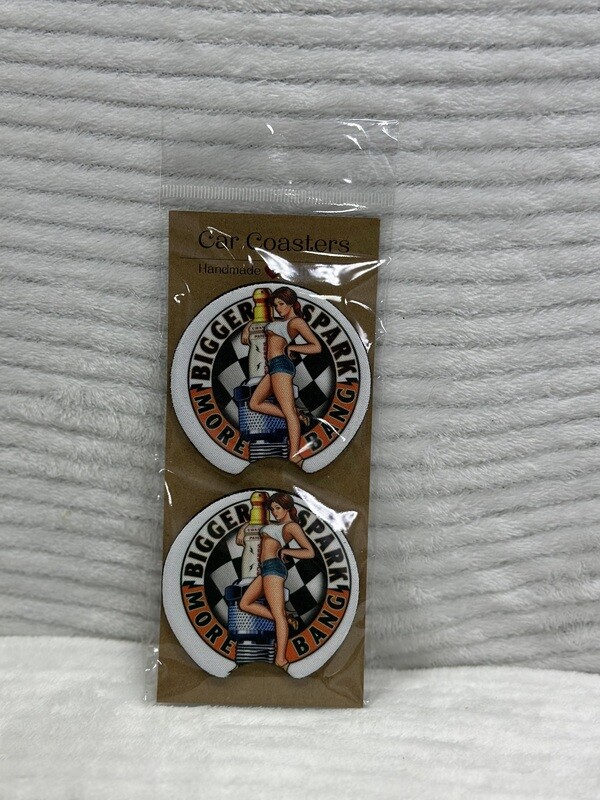 Car Coasters
Handmade
BIGGER SPARK
MORE BANG
BIGGER SPARK
MORE BANG